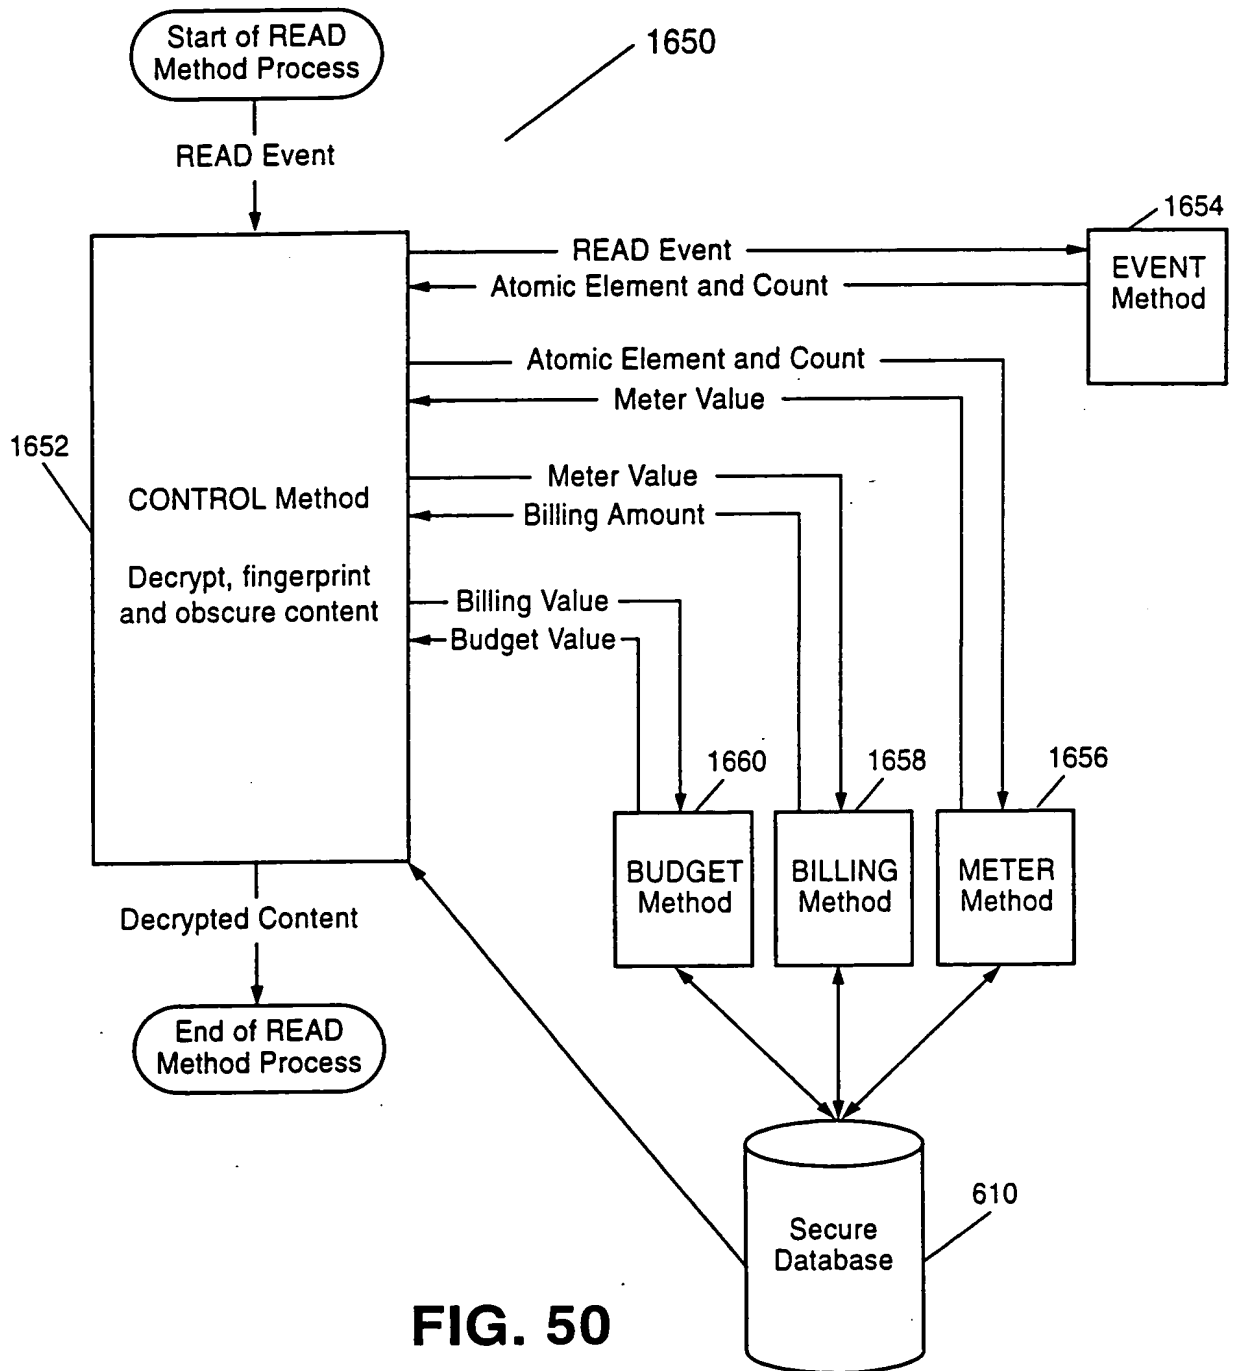 Start of READ
Method Process
1650
READ Event
1654
READ Event
EVENT
Method
Atomic Element and Count
Atomic Element and Count
Meter Value
1652
CONTROL Method
Meter Value
Billing Amount
Decrypt, fingerprint
and obscure content
Billing Value
Budget Value
1660
1658
1656
BUDGET
Method
BILLING
Method
METER
Method
Decrypted Content
End of READ
Method Process
610
Secure
Database
FIG. 50